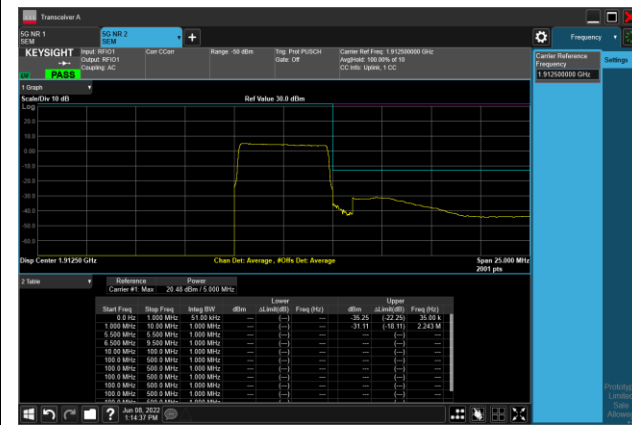 Transceiver A
5G NR 1
SEM
5G NR 2
SEM
Frequency
KEYSIGHT
PASS
Input: RFIO1
Output: RFIO1
Coupling: AC
Corr CCorr
Range: -50 dBm
Trig: Prot PUSCH
Gate: Off
Carrier Ref Freq: 1.912500000 GHz
Avg|Hold: 100.00% of 10
CC Info: Uplink, 1 CC
Carrier Reference
Frequency
1.912500000 GHz
Settings
1 Graph
Scale/Div 10 dB
Ref Value 30.0 dBm
Log
20.0
10.0
0.00
-10.0
-20.0
-30.0
-40.0
-50.0
-60.0
Disp Center 1.91250 GHz
Chan Det: Average , #Offs Det: Average
Span 25.000 MHz
2001 pts
2 Table
Reference Power
Carrier #1: Max : 20.48 dBm / 5.000 MHz
Lower Upper
Start Freq Stop Freq Integ BW dBm ΔLimit(dB) Freq (Hz) dBm ΔLimit(dB) Freq (Hz)
0.0 Hz 1.000 MHz 51.00 kHz --- (---) --- -35.25 (-22.25) 35.00 k
1.000 MHz 10.00 MHz 1.000 MHz --- (---) --- -31.11 (-18.11) 2.243 M
5.500 MHz 5.500 MHz 1.000 MHz --- (---) --- --- (---) ---
6.500 MHz 9.500 MHz 1.000 MHz --- (---) --- --- (---) ---
10.00 MHz 100.0 MHz 1.000 MHz --- (---) --- --- (---) ---
100.0 MHz 500.0 MHz 1.000 MHz --- (---) --- --- (---) ---
100.0 MHz 500.0 MHz 1.000 MHz --- (---) --- --- (---) ---
100.0 MHz 500.0 MHz 1.000 MHz --- (---) --- --- (---) ---
100.0 MHz 500.0 MHz 1.000 MHz --- (---) --- --- (---) ---
100.0 MHz 500.0 MHz 1.000 MHz --- (---) --- --- (---) ---
Jun 08, 2022
1:14:37 PM
Limited
Sale